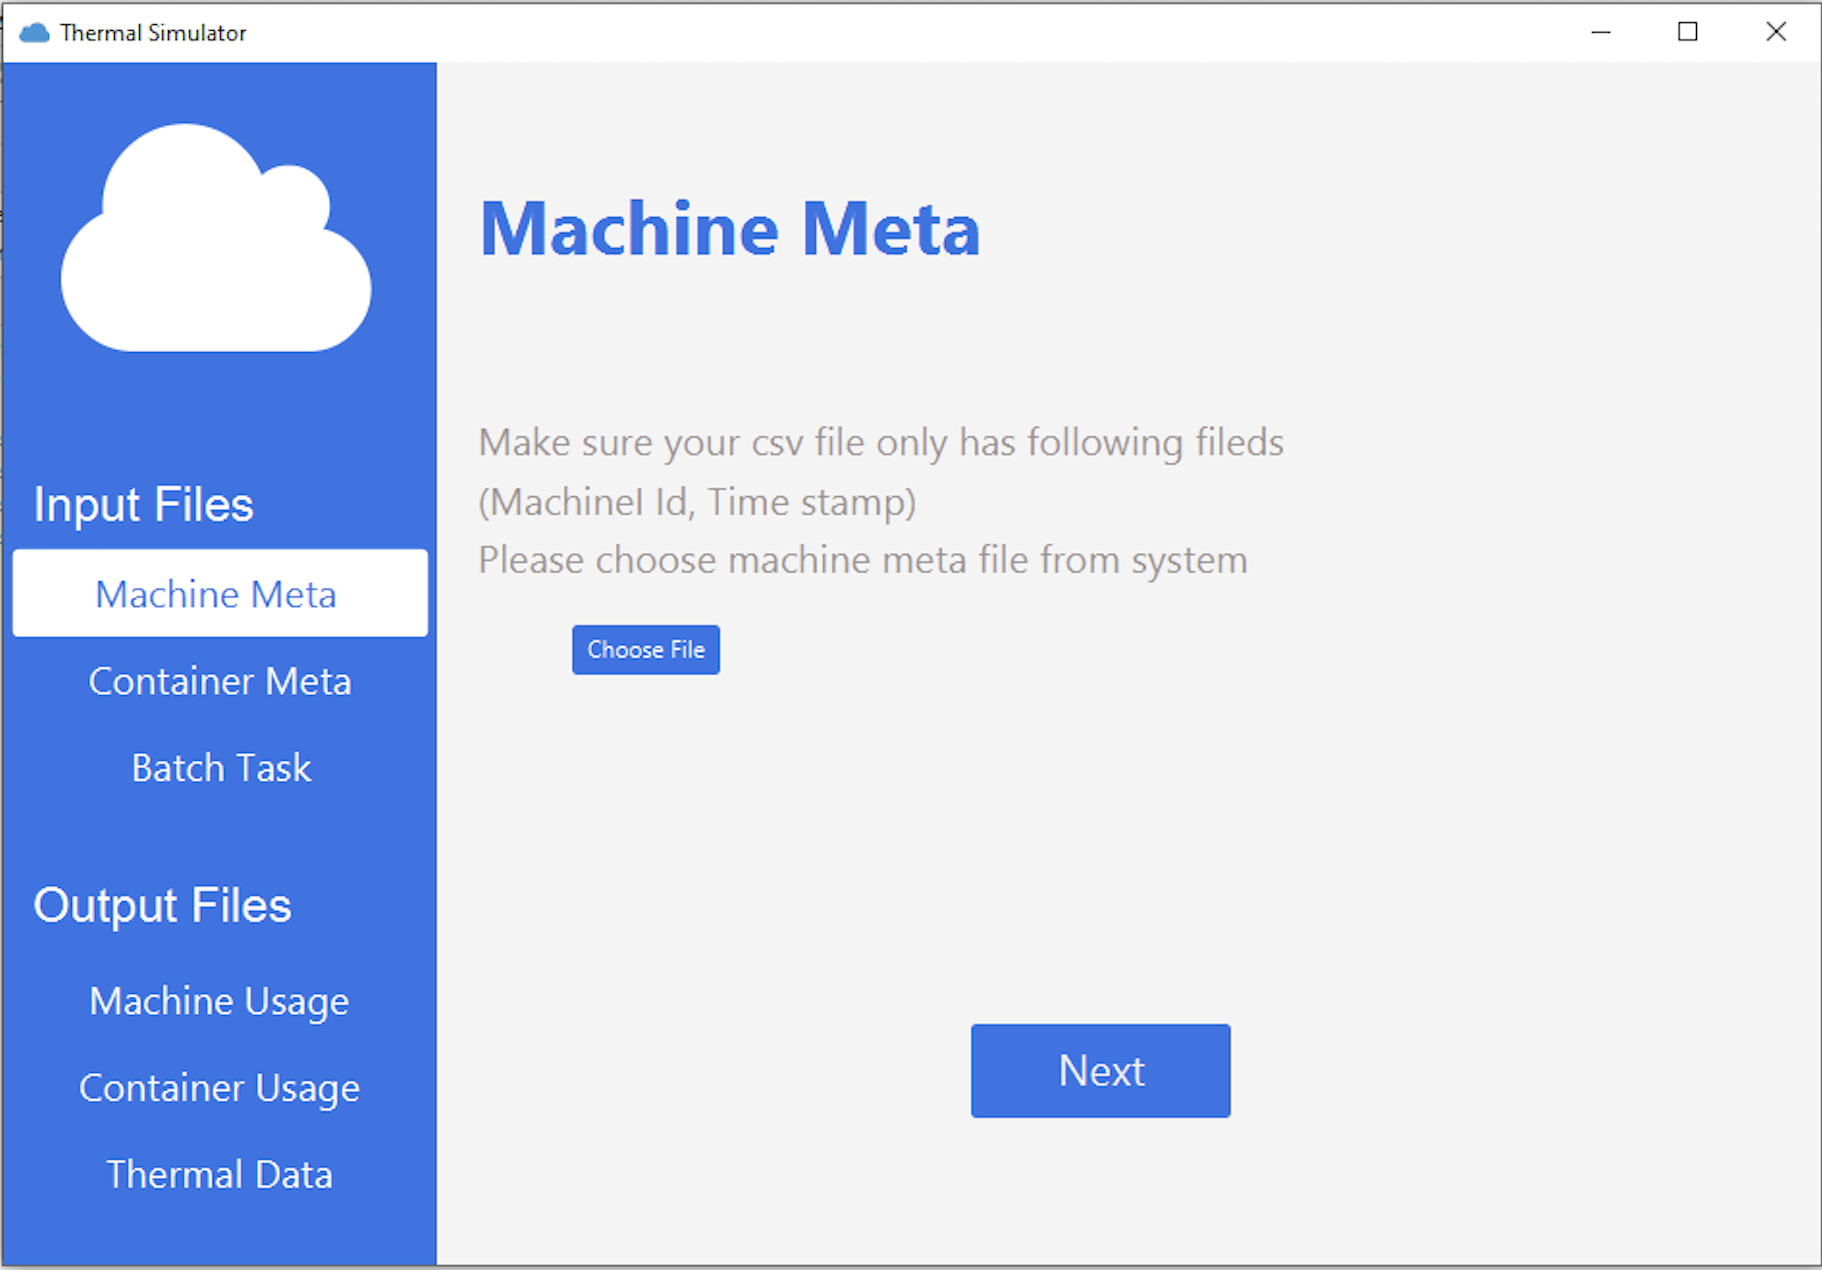 Thermal Simulator
Machine Meta
Make sure your csv file only has following fileds
(MachineI Id, Time stamp)
Please choose machine meta file from system
Choose File
Next
Input Files
Machine Meta
Container Meta
Batch Task
Output Files
Machine Usage
Container Usage
Thermal Data